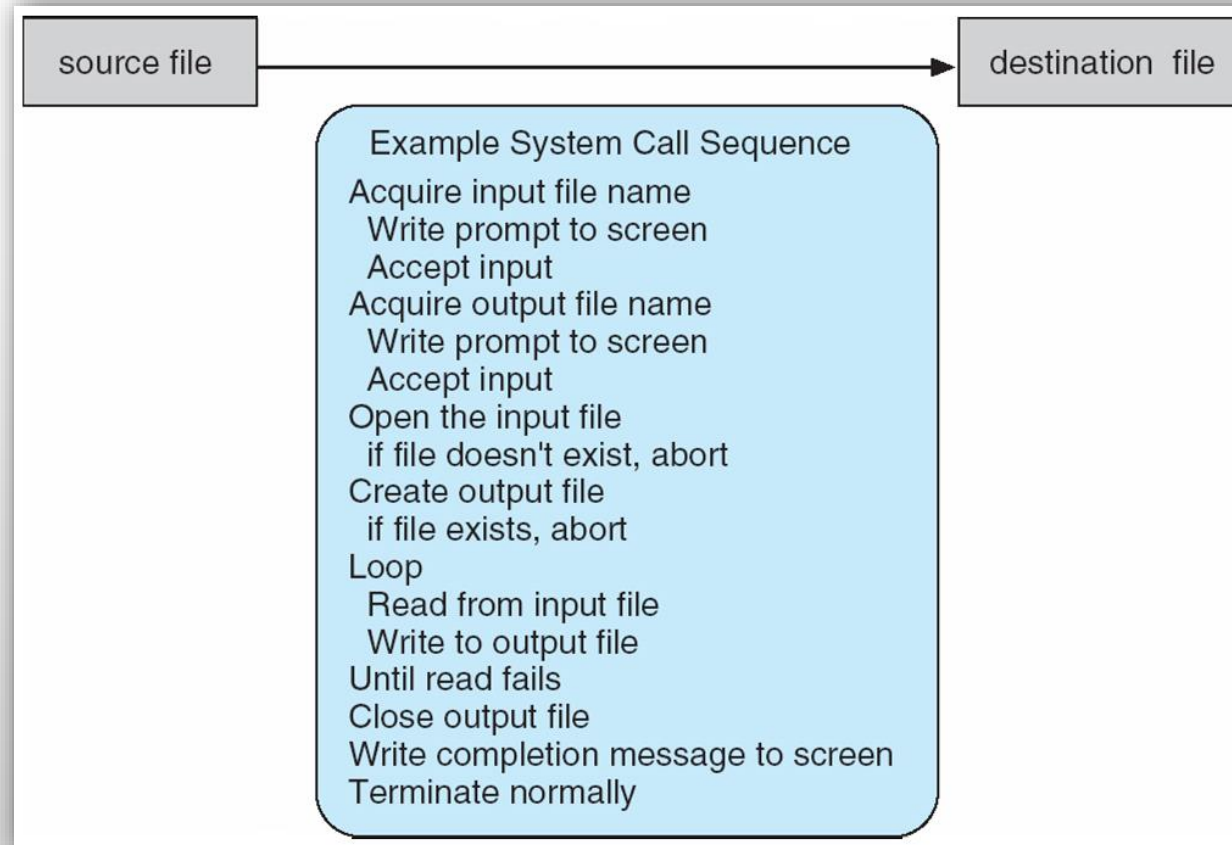 source file
destination file
Example System Call Sequence
Acquire input file name
Write prompt to screen
Accept input
Acquire output file name
Write prompt to screen
Accept input
Open the input file
if file doesn't exist, abort
Create output file
if file exists, abort
Loop
Read from input file
Write to output file
Until read fails
Close output file
Write completion message to screen
Terminate normally